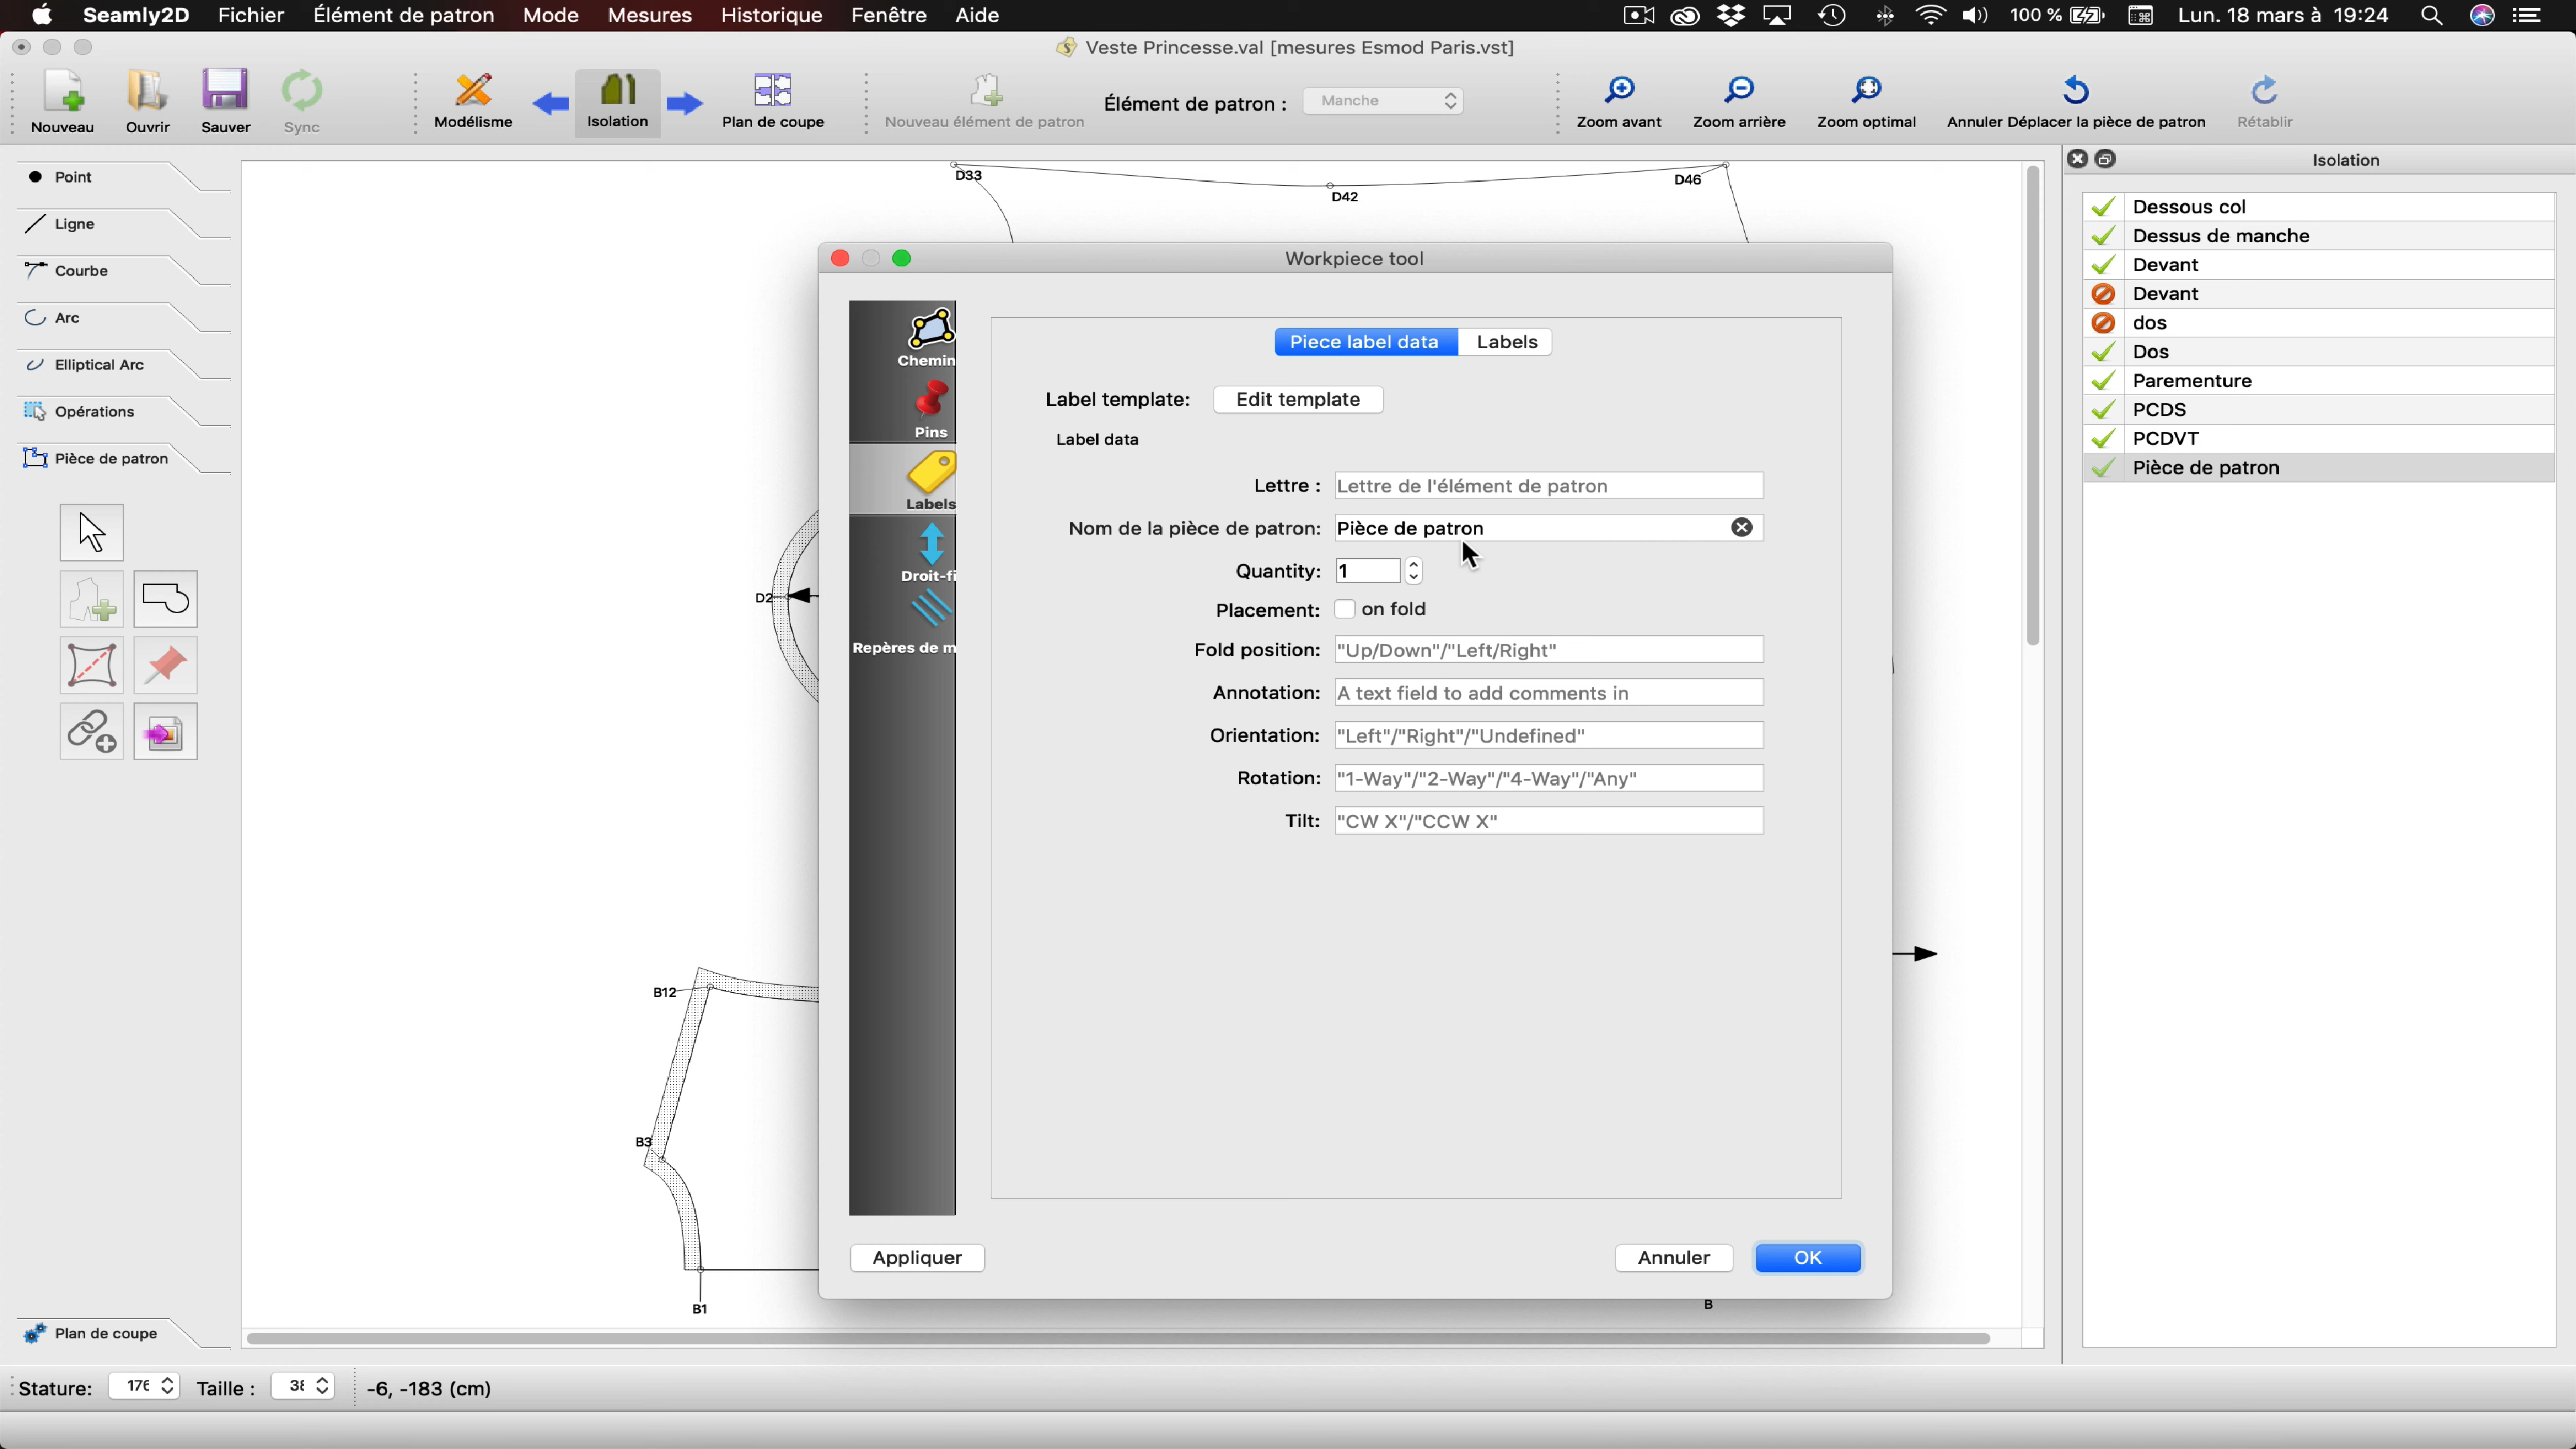 Seamly2D Fichier Élément de patron Mode Mesures Historique Fenêtre Aide 100 % Lun. 18 mars à 19:24
Veste Princesse.val [mesures Esmod Paris.vst]
Nouveau Ouvrir Sauver Sync Modélisme Isolation Plan de coupe Nouveau élément de patron Élément de patron : Manche Zoom avant Zoom arrière Zoom optimal Annuler Déplacer la pièce de patron Rétablir
Point
Ligne
Courbe
Arc
Elliptical Arc
Opérations
Pièce de patron
Plan de coupe
D33
D42
D46
D2
B12
B3
B1
B
Workpiece tool
Chemin
Pins
Labels
Droit-fi
Repères de m
Piece label data Labels
Label template: Edit template
Label data
Lettre : Lettre de l'élément de patron
Nom de la pièce de patron: Pièce de patron
Quantity: 1
Placement: on fold
Fold position: "Up/Down"/"Left/Right"
Annotation: A text field to add comments in
Orientation: "Left"/"Right"/"Undefined"
Rotation: "1-Way"/"2-Way"/"4-Way"/"Any"
Tilt: "CW X"/"CCW X"
Appliquer Annuler OK
Isolation
Dessous col
Dessus de manche
Devant
Devant
dos
Dos
Parementure
PCDS
PCDVT
Pièce de patron
Stature: 176 Taille : 38 -6, -183 (cm)